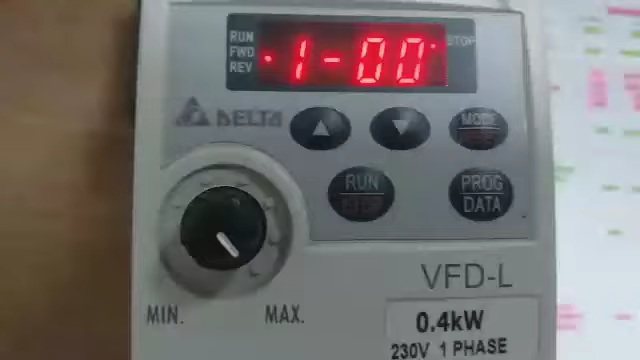 RUN
FWD
REV
1-00
STOP
DELTA
MODE
RUN
PROG
DATA
MIN.
MAX.
VFD-L
0.4kW
230V 1 PHASE